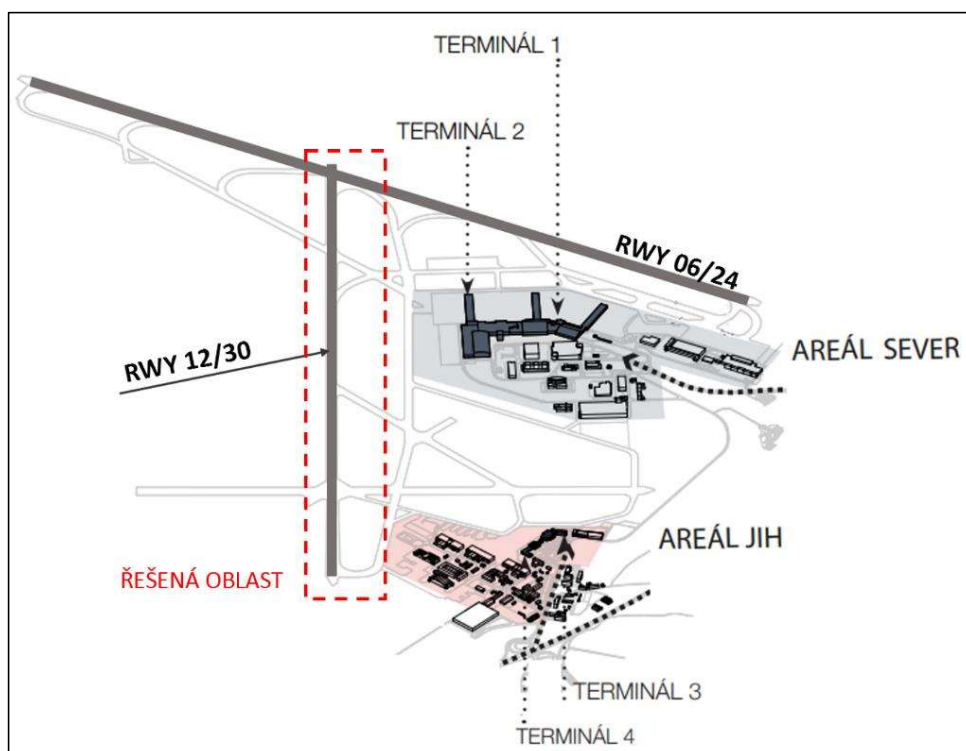 TERMINÁL 1
TERMINÁL 2
RWY 06/24
RWY 12/30
AREÁL SEVER
AREÁL JIH
ŘEŠENÁ OBLAST
TERMINÁL 3
TERMINÁL 4